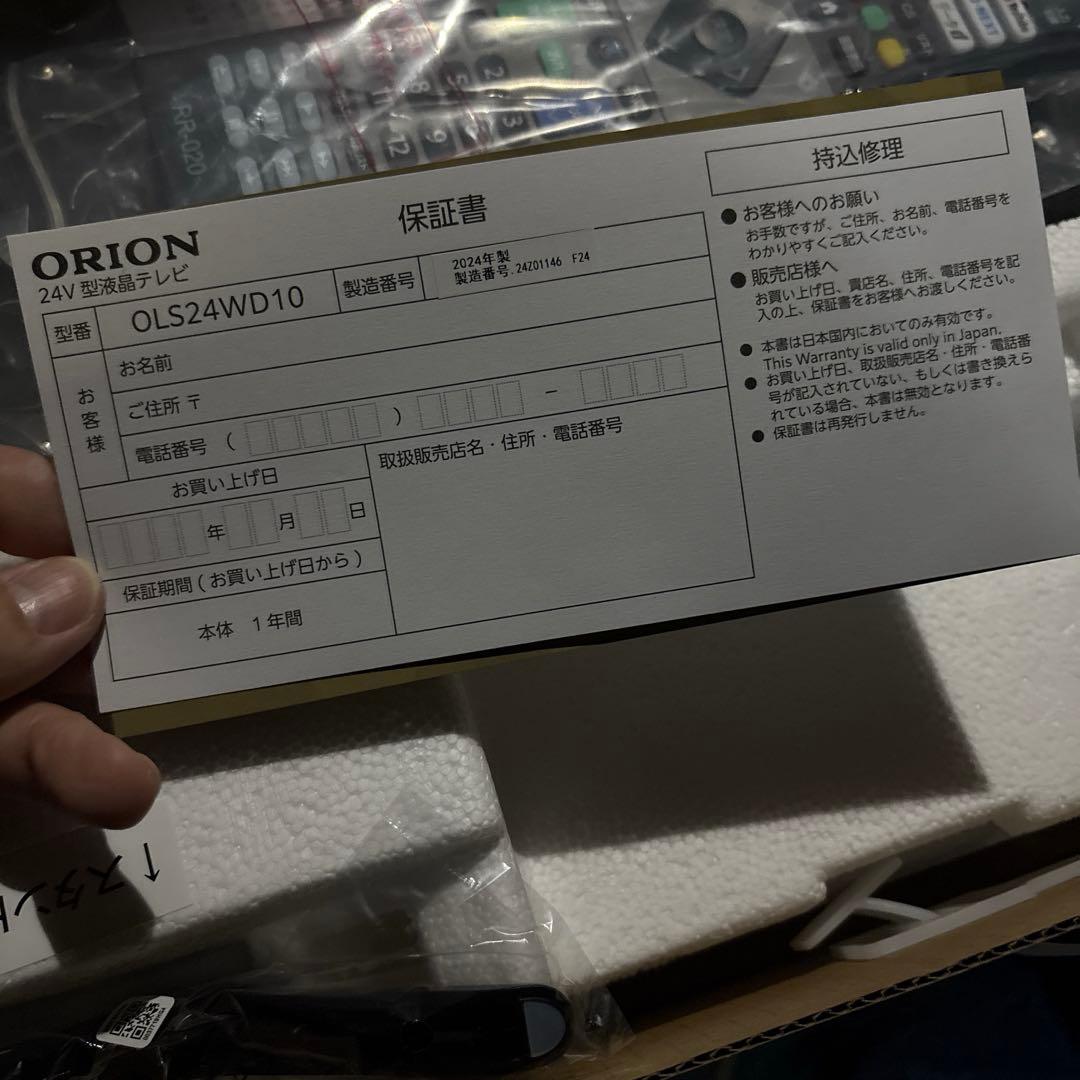 RR-020
2
3
5
8
9
11
12
ORION
24V 型液晶テレビ
保証書
型番
OLS24WD10
製造番号
2024年製
製造番号.24Z01146 F24
お客様
お名前
ご住所 〒
電話番号 ( ) －
お買い上げ日
年 月 日
保証期間 ( お買い上げ日から )
本体 1 年間
取扱販売店名・住所・電話番号
持込修理
● お客様へのお願い
お手数ですが、ご住所、お名前、電話番号を
わかりやすくご記入ください。
● 販売店様へ
お買い上げ日、貴店名、住所、電話番号を記
入の上、保証書をお客様へお渡しください。
● 本書は日本国内においてのみ有効です。
This Warranty is valid only in Japan.
● お買い上げ日、取扱販売店名・住所・電話番
号が記入されていない、もしくは書き換えら
れている場合、本書は無効となります。
● 保証書は再発行しません。
↑スタンド